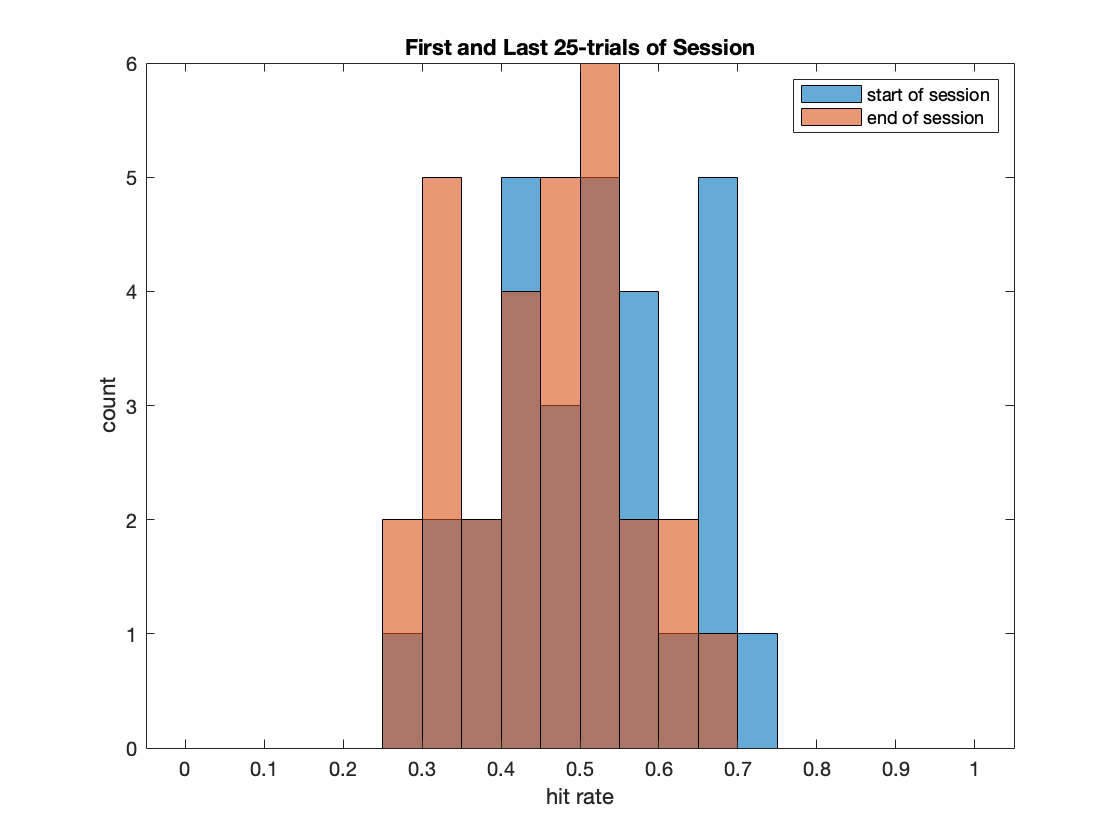 First and Last 25-trials of Session
start of session
end of session
6
5
4
3
2
1
0
count
0 0.1 0.2 0.3 0.4 0.5 0.6 0.7 0.8 0.9 1
hit rate